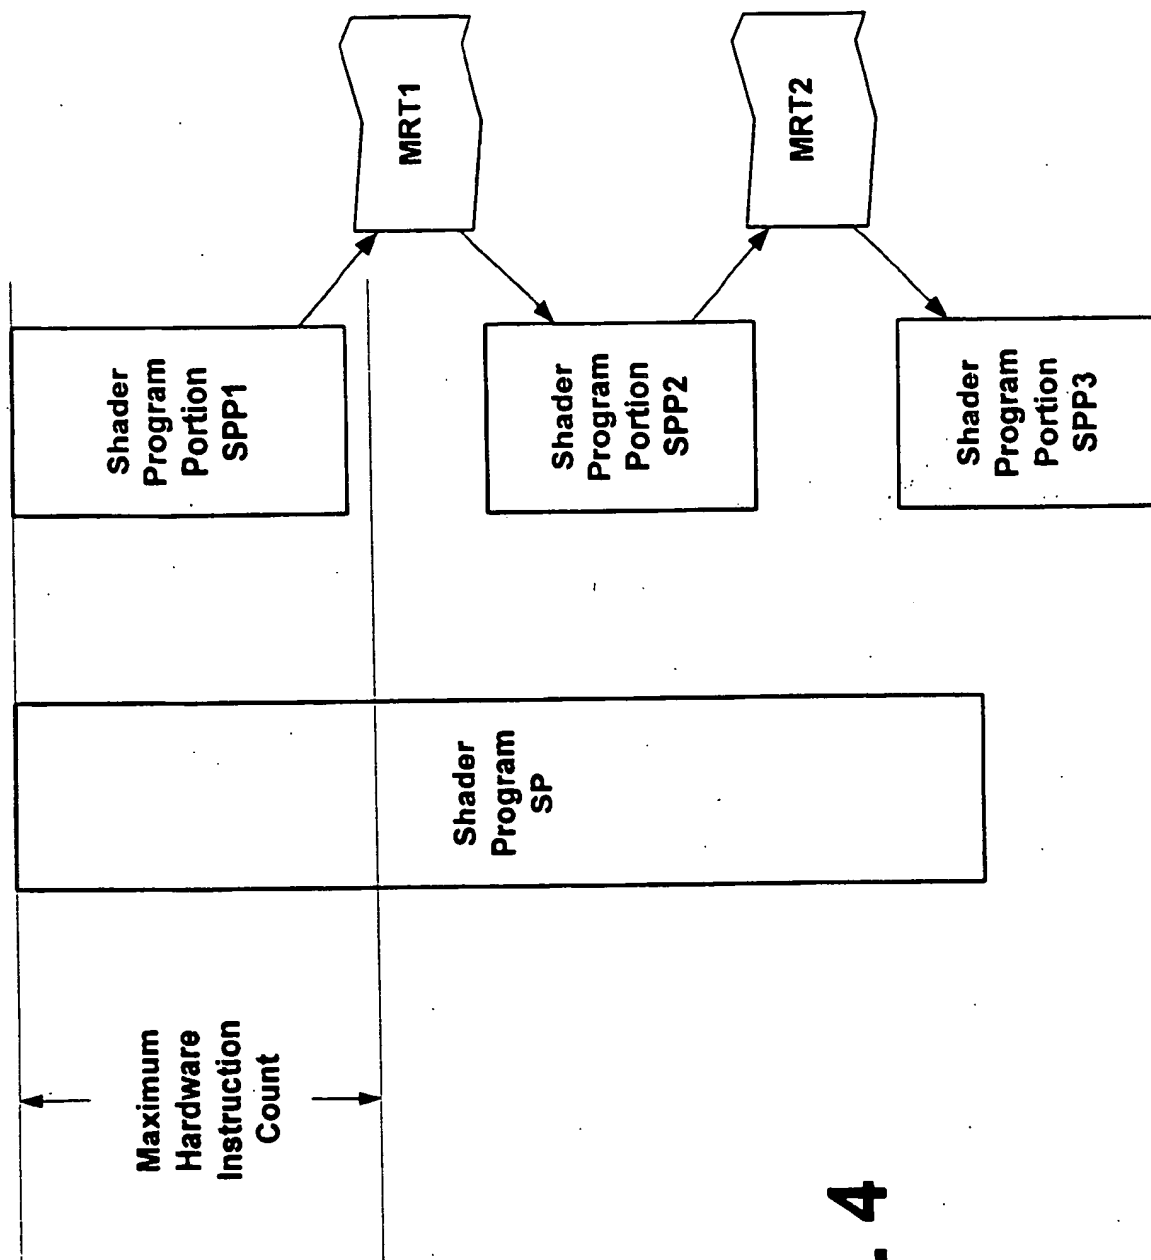 Maximum
Hardware
Instruction
Count
Shader
Program
SP
Shader
Program
Portion
SPP1
MRT1
Shader
Program
Portion
SPP2
MRT2
Shader
Program
Portion
SPP3
. 4